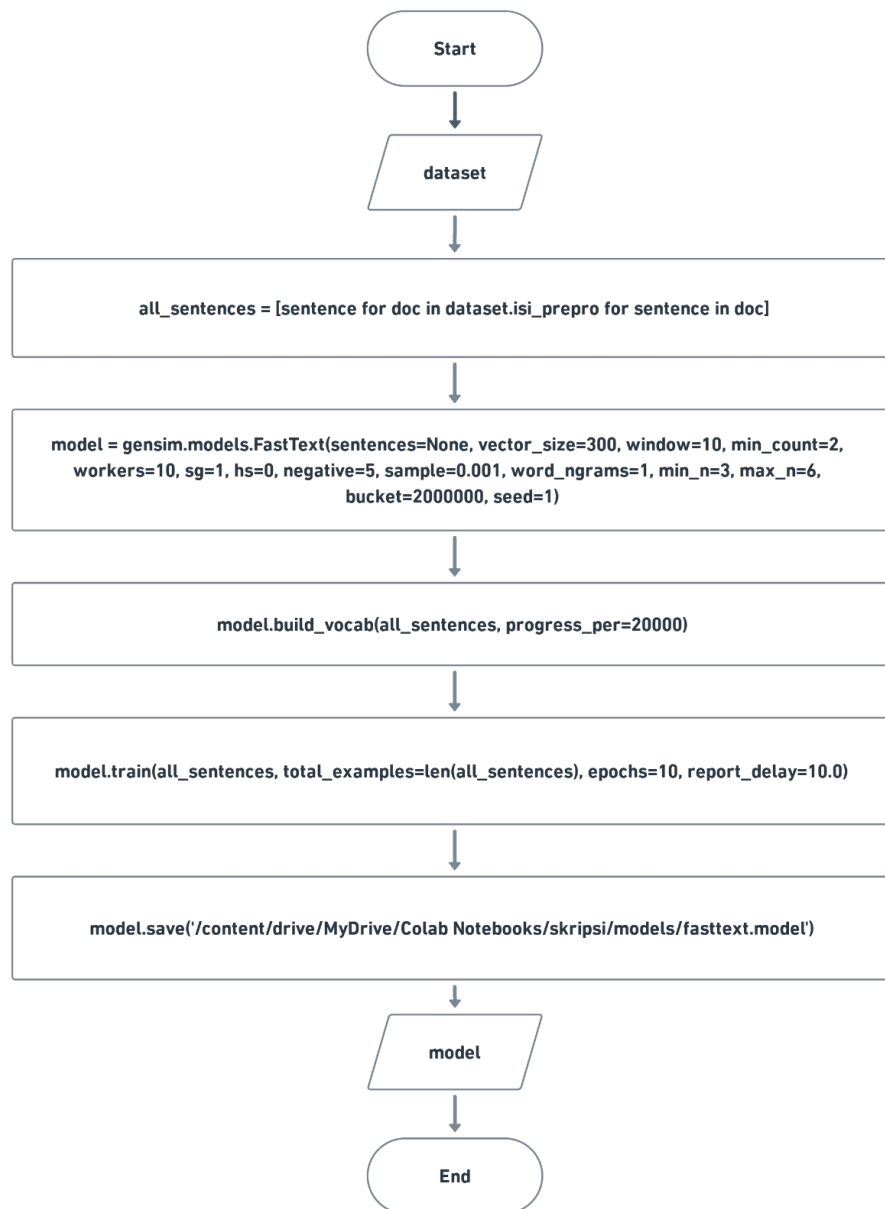 Start
dataset
all_sentences = [sentence for doc in dataset.isi_prepro for sentence in doc]
model = gensim.models.FastText(sentences=None, vector_size=300, window=10, min_count=2,
workers=10, sg=1, hs=0, negative=5, sample=0.001, word_ngrams=1, min_n=3, max_n=6,
bucket=2000000, seed=1)
model.build_vocab(all_sentences, progress_per=20000)
model.train(all_sentences, total_examples=len(all_sentences), epochs=10, report_delay=10.0)
model.save('/content/drive/MyDrive/Colab Notebooks/skripsi/models/fasttext.model')
model
End